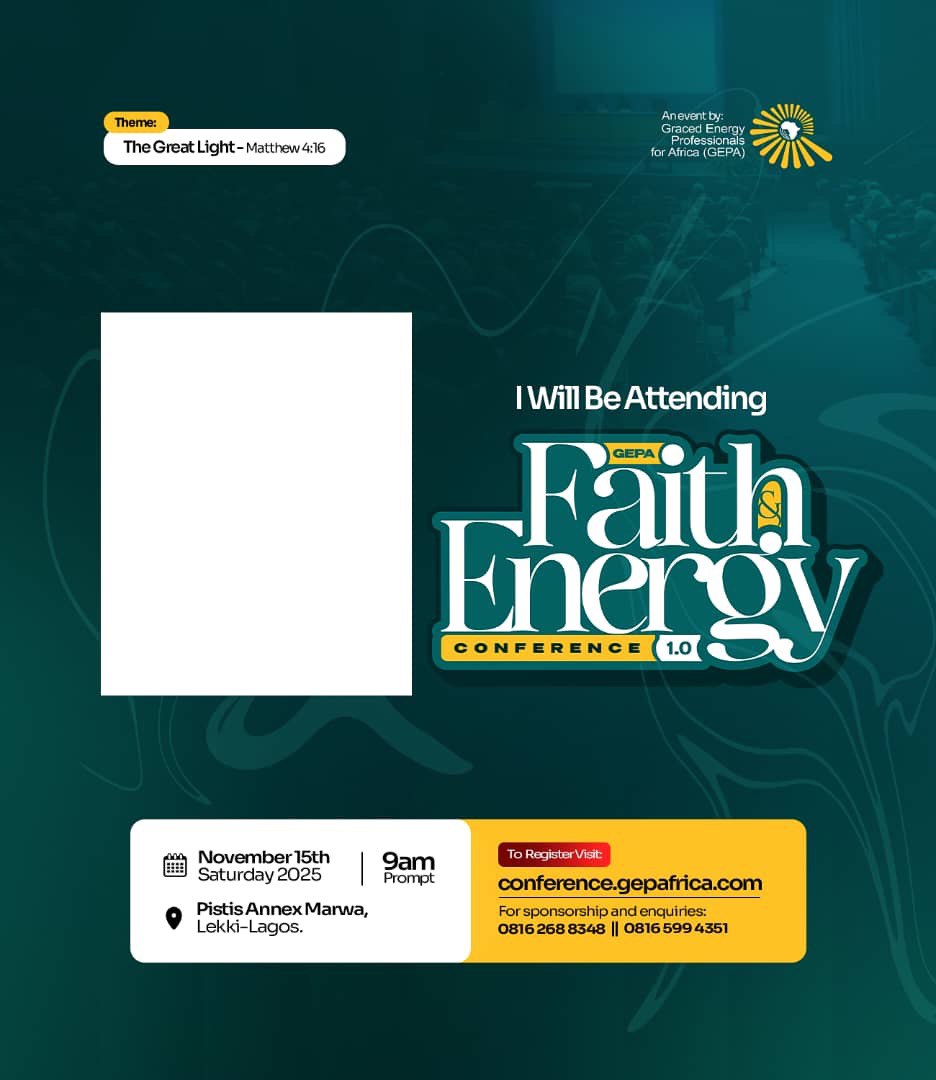 Theme:
The Great Light - Matthew 4:16
An event by:
Graced Energy
Professionals
for Africa (GEPA)
I Will Be Attending
GEPA
Faith &
Energy
CONFERENCE 1.0
November 15th
Saturday 2025
9am
Prompt
Pistis Annex Marwa,
Lekki-Lagos.
To Register Visit:
conference.gepafrica.com
For sponsorship and enquiries:
0816 268 8348 || 0816 599 4351